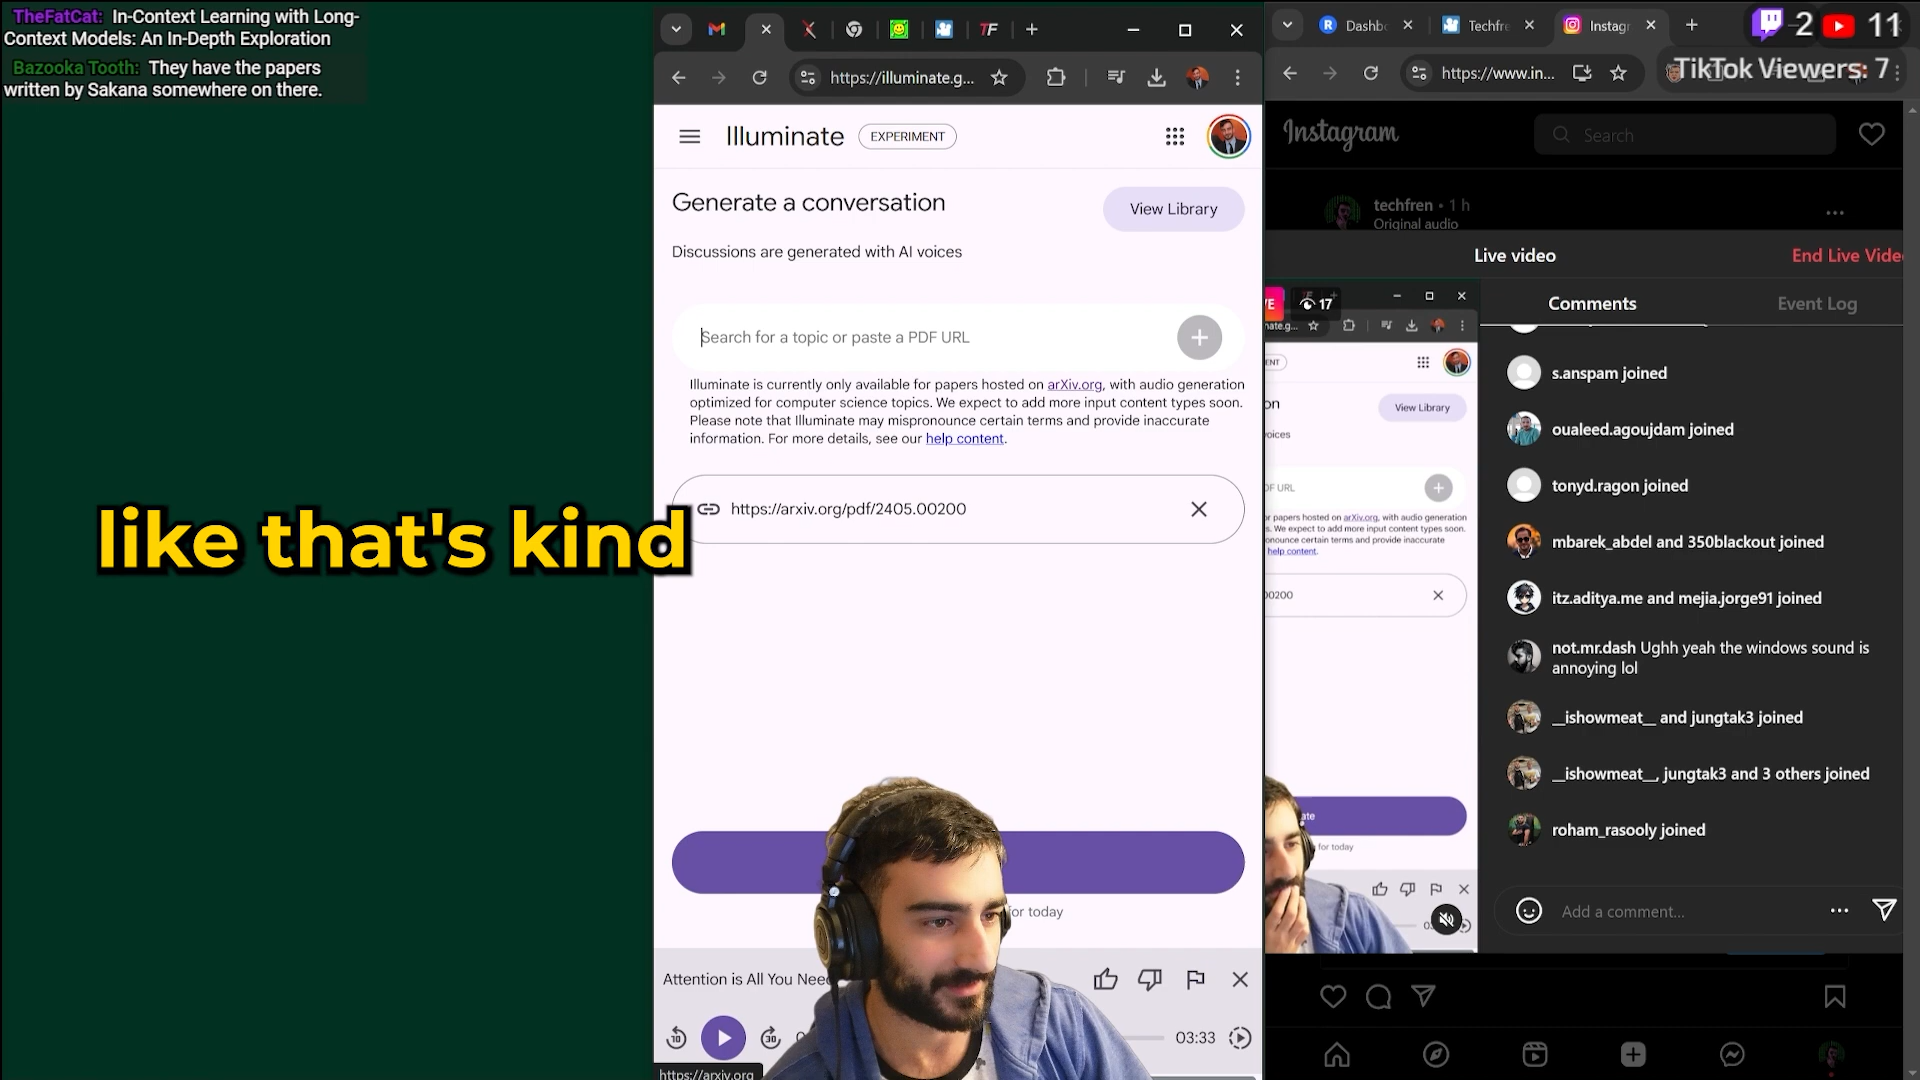 TheFatCat: In-Context Learning with Long-
Context Models: An In-Depth Exploration
Bazooka Tooth: They have the papers
written by Sakana somewhere on there.
like that's kind
https://illuminate.g...
Illuminate
EXPERIMENT
Generate a conversation
View Library
Discussions are generated with AI voices
Search for a topic or paste a PDF URL
Illuminate is currently only available for papers hosted on arXiv.org, with audio generation
optimized for computer science topics. We expect to add more input content types soon.
Please note that Illuminate may mispronounce certain terms and provide inaccurate
information. For more details, see our help content.
https://arxiv.org/pdf/2405.00200
for today
Attention is All You Need
03:33
https://arxiv.org
Dashb
Techfre
Instagr
2
11
https://www.in...
TikTok Viewers: 7
Instagram
Search
techfren • 1 h
Original audio
Live video
End Live Vide
17
Comments
Event Log
View Library
s.anspam joined
oualeed.agoujdam joined
tonyd.ragon joined
mbarek_abdel and 350blackout joined
itz.aditya.me and mejia.jorge91 joined
not.mr.dash Ughh yeah the windows sound is
annoying lol
__ishowmeat__ and jungtak3 joined
__ishowmeat__, jungtak3 and 3 others joined
roham_rasooly joined
Add a comment...
for today